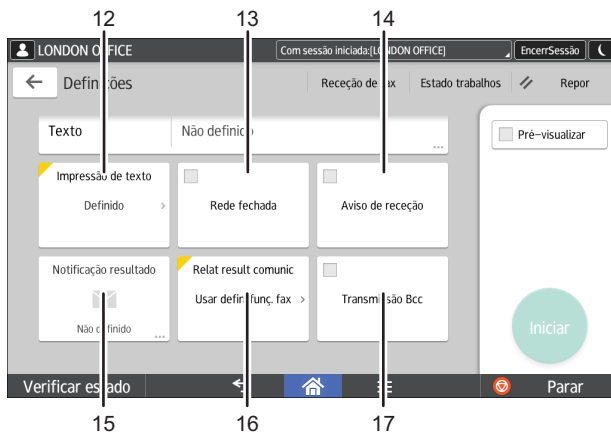 12 13 14
LONDON OFFICE Com sessão iniciada:[LONDON OFFICE] EncerrSessão
Definições Receção de fax Estado trabalhos Repor
Texto Não definido ...
Pré-visualizar
Impressão de texto
Definido > Rede fechada Aviso de receção
Notificação resultado Relat result comunic
Usar defin.funç. fax > Transmissão Bcc
Não definido ...
Iniciar
Verificar estado Parar
15 16 17